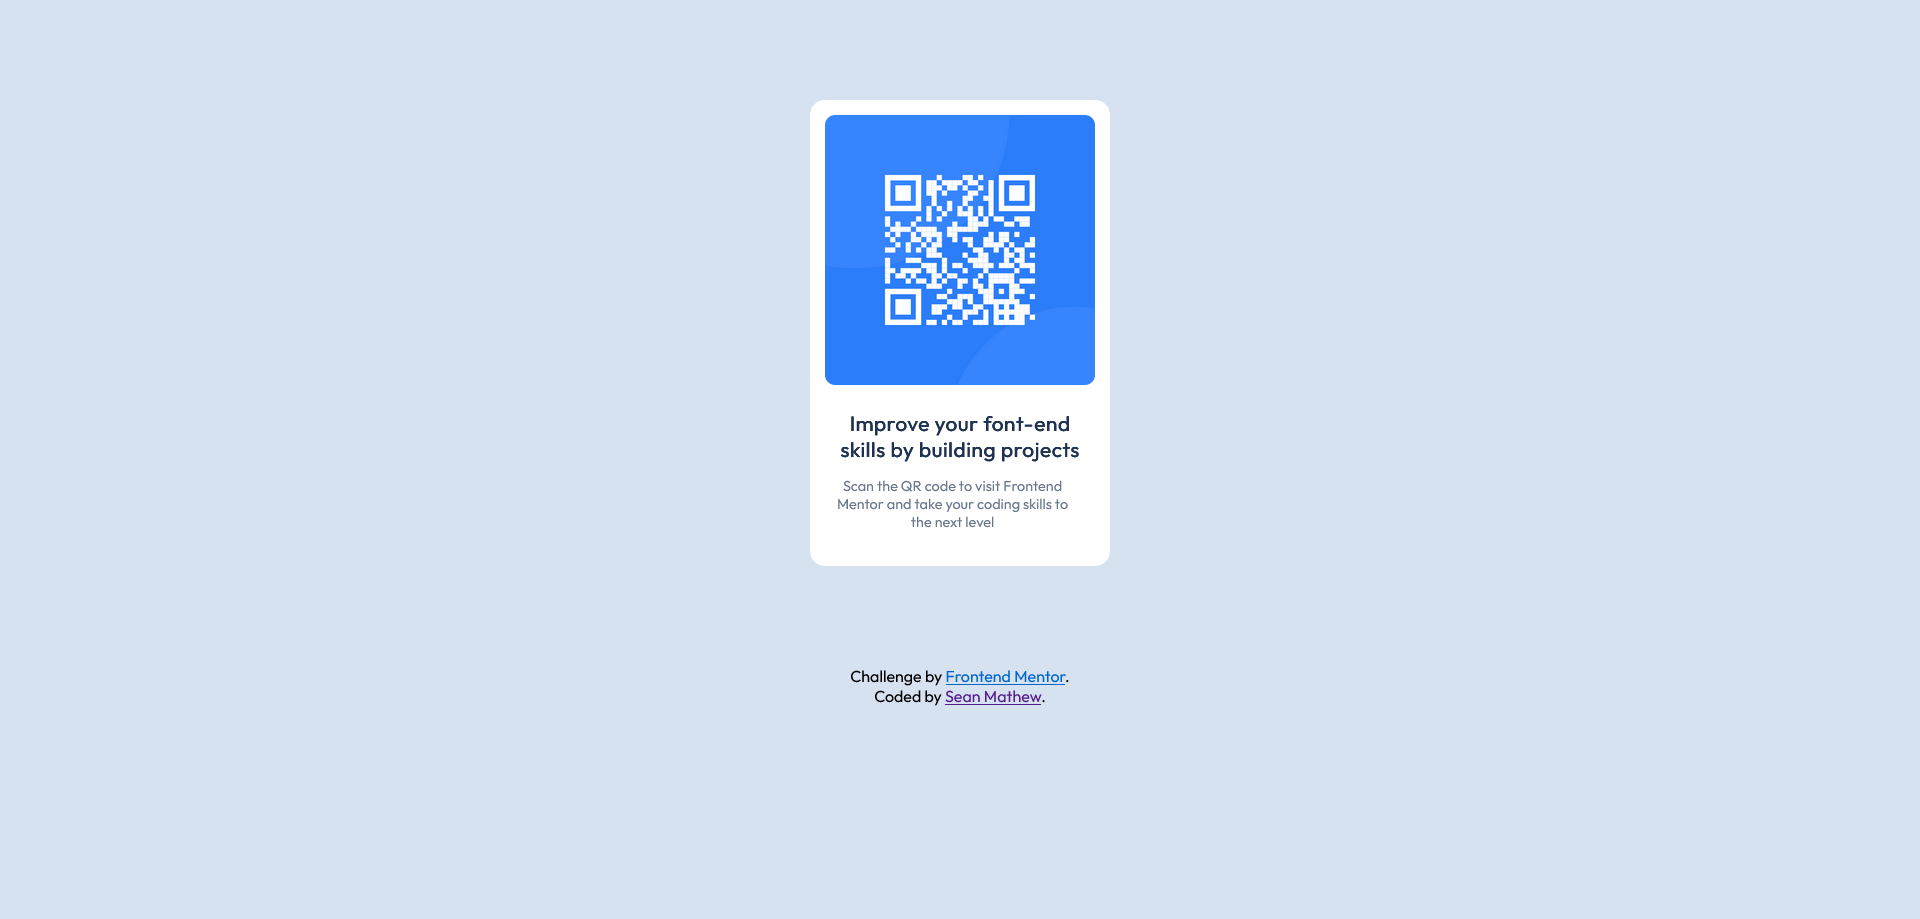 Improve your font-end
skills by building projects
Scan the QR code to visit Frontend
Mentor and take your coding skills to
the next level
Challenge by Frontend Mentor.
Coded by Sean Mathew.